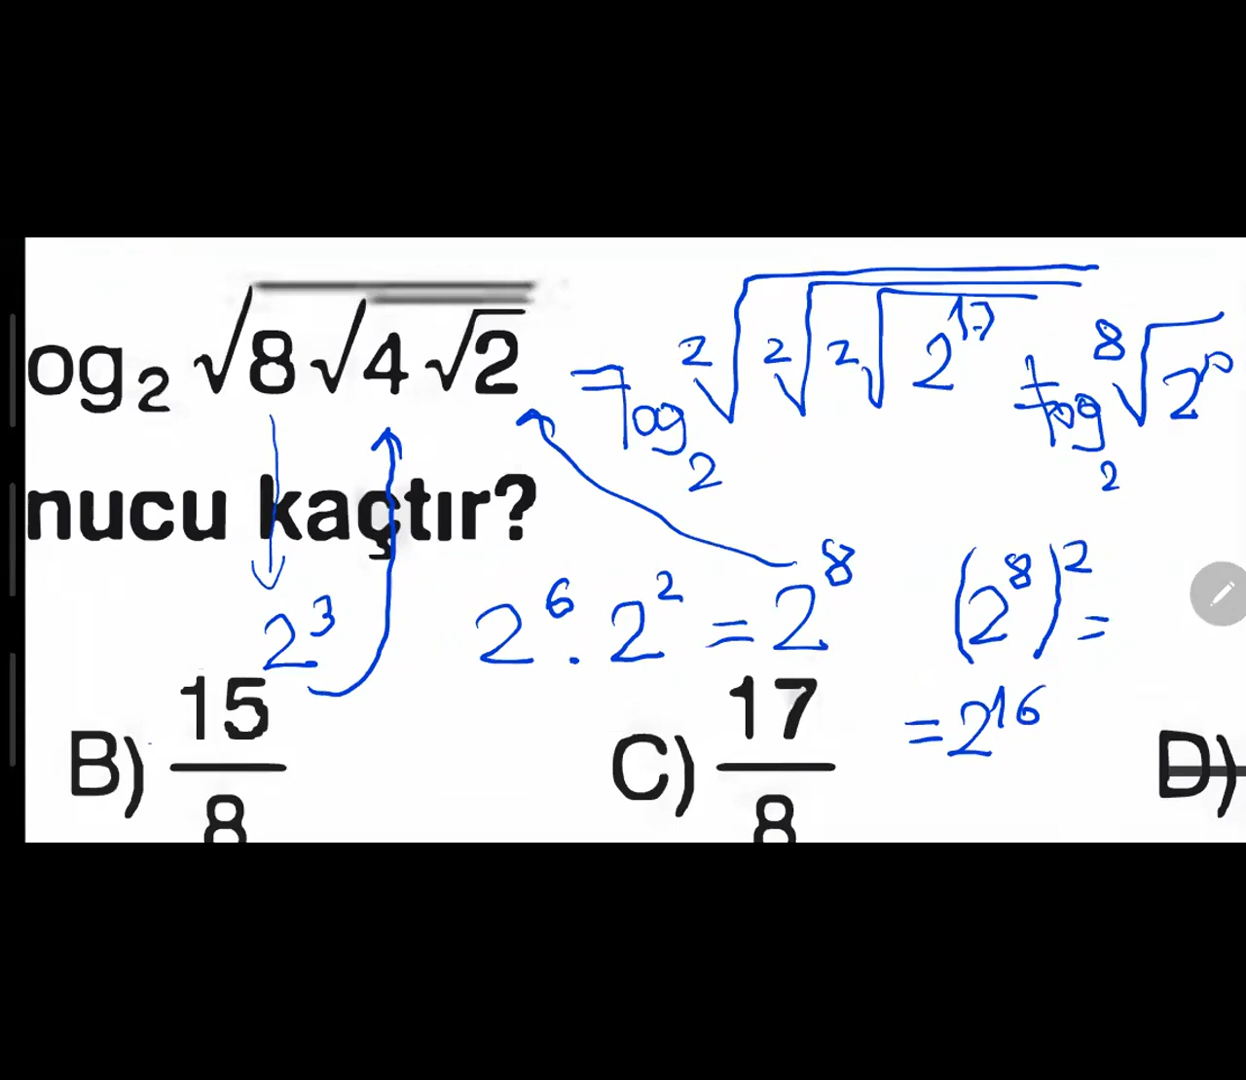 og₂ √(8√(4√2)) = log₂ ²√(²√(²√(2¹⁷))) = log₂ ⁸√(2¹⁷)
nucu kaçtır?
2³ 2⁶ . 2² = 2⁸ (2⁸)² =
= 2¹⁶
B) 15/8 C) 17/8 D)